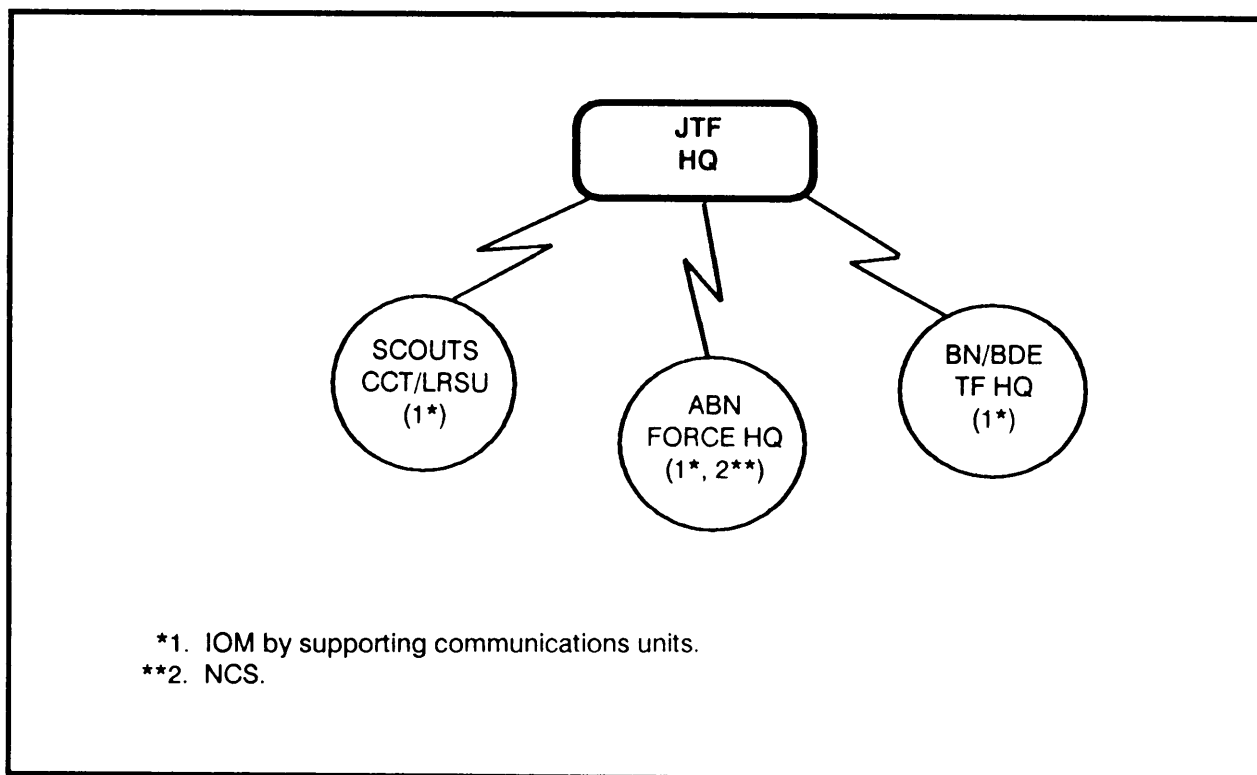 JTF
HQ
SCOUTS
CCT/LRSU
(1*)
ABN
FORCE HQ
(1*, 2**)
BN/BDE
TF HQ
(1*)
*1. IOM by supporting communications units.
**2. NCS.